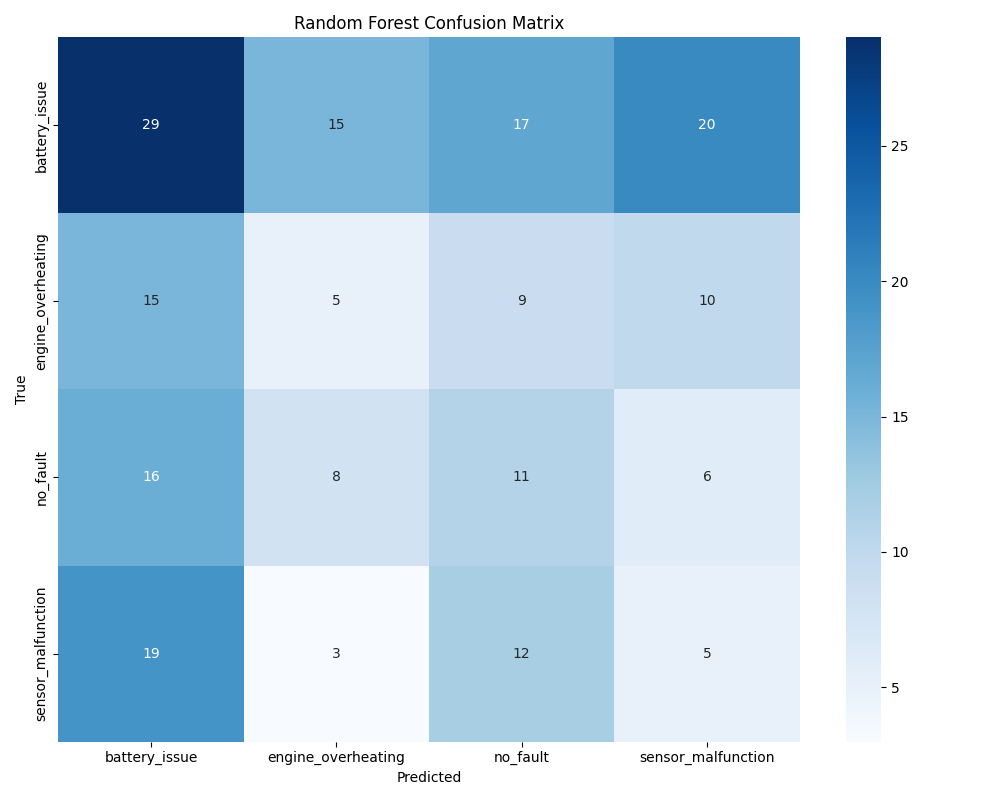 Random Forest Confusion Matrix
battery_issue
29 15 17 20
engine_overheating
15 5 9 10
no_fault
16 8 11 6
sensor_malfunction
19 3 12 5
True
battery_issue engine_overheating no_fault sensor_malfunction
Predicted
25
20
15
10
5